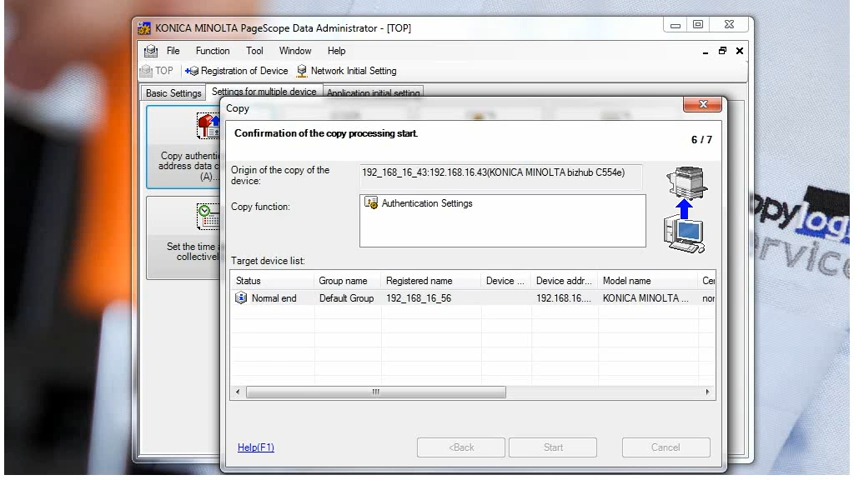 KONICA MINOLTA PageScope Data Administrator - [TOP]
File Function Tool Window Help
TOP Registration of Device Network Initial Setting
Basic Settings Settings for multiple device Application initial setting
Copy
Confirmation of the copy processing start.
6 / 7
Copy authenti
address data c
(A)...
Set the time
collectivel
Origin of the copy of the
device:
192_168_16_43:192.168.16.43(KONICA MINOLTA bizhub C554e)
Copy function:
Authentication Settings
Target device list:
Status Group name Registered name Device ... Device addr... Model name Cer
Normal end Default Group 192_168_16_56 192.168.16.... KONICA MINOLTA ... nor
Help(F1)
<Back Start Cancel
opylog
ervice